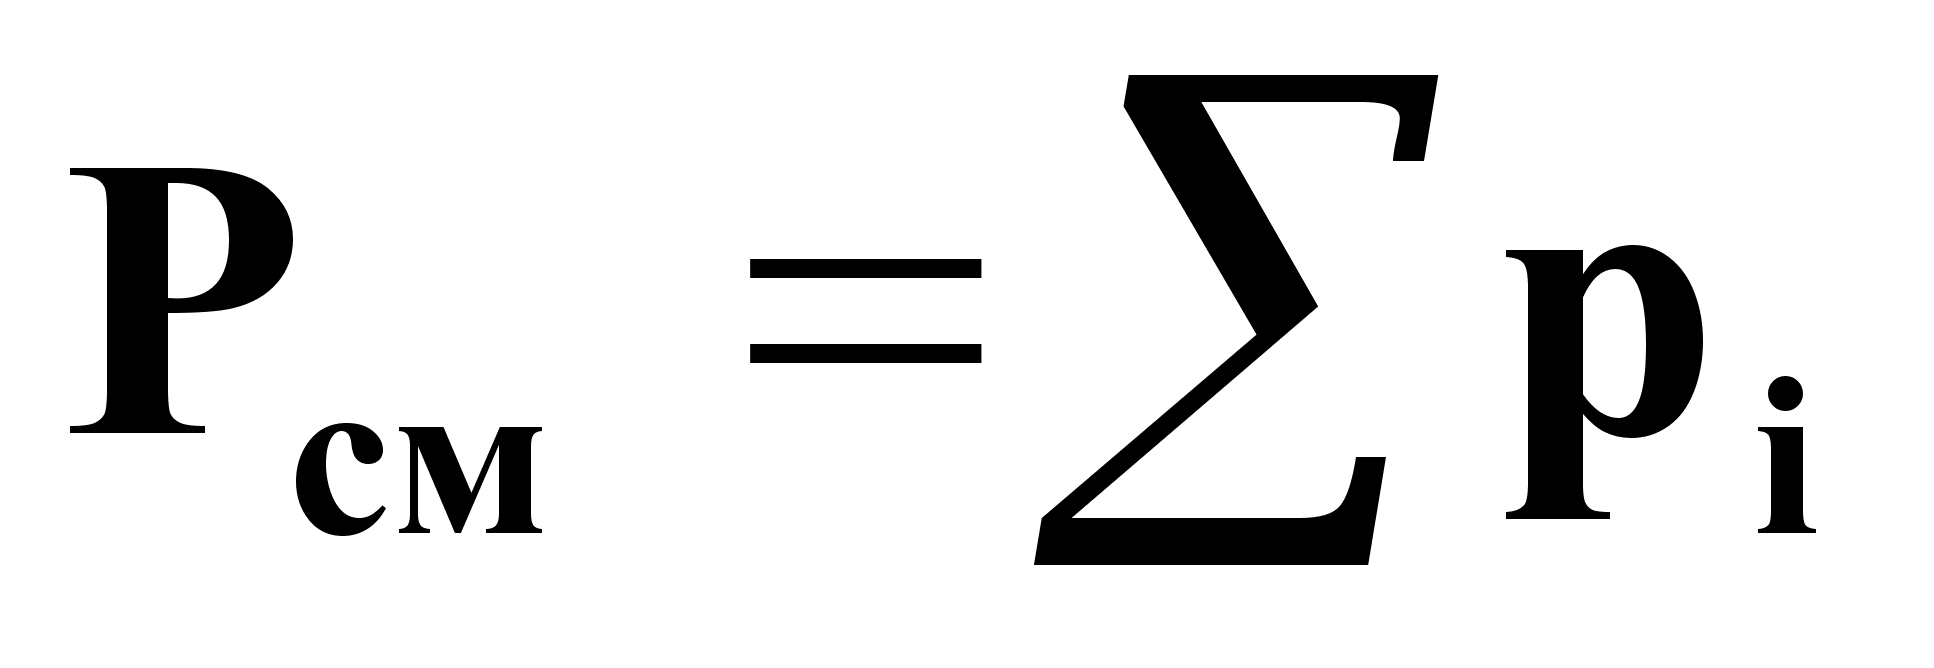 Pсм = ∑ pi